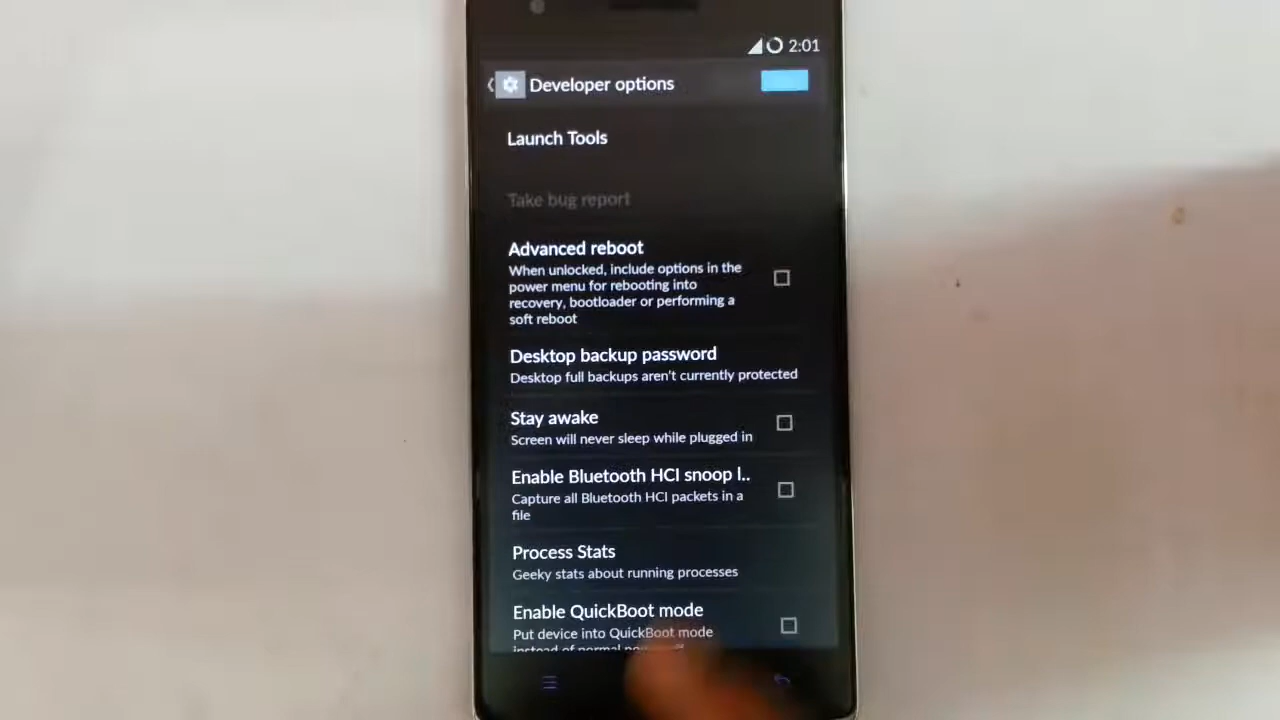 2:01
Developer options
Launch Tools
Take bug report
Advanced reboot
When unlocked, include options in the
power menu for rebooting into
recovery, bootloader or performing a
soft reboot
Desktop backup password
Desktop full backups aren't currently protected
Stay awake
Screen will never sleep while plugged in
Enable Bluetooth HCI snoop l..
Capture all Bluetooth HCI packets in a
file
Process Stats
Geeky stats about running processes
Enable QuickBoot mode
Put device into QuickBoot mode
instead of normal